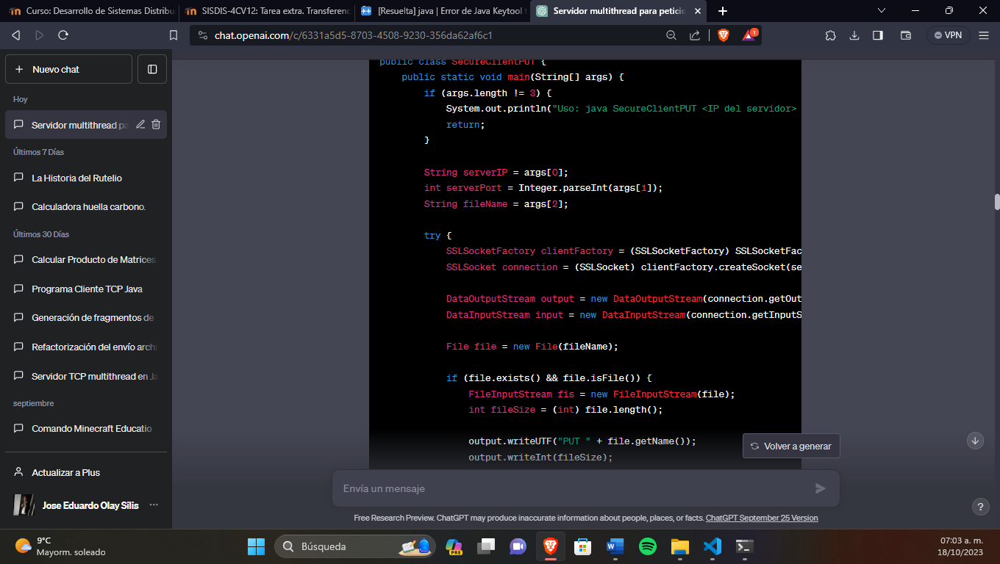 Curso: Desarrollo de Sistemas Distribu
SISDIS-4CV12: Tarea extra. Transferenc
[Resuelta] java | Error de Java Keytool
Servidor multithread para peticio
chat.openai.com/c/6331a5d5-8703-4508-9230-356da62af6c1
1
VPN
Nuevo chat
Hoy
Servidor multithread pa
Últimos 7 Días
La Historia del Rutelio
Calculadora huella carbono.
Últimos 30 Días
Calcular Producto de Matrices
Programa Cliente TCP Java
Generación de fragmentos de
Refactorización del envío archi
Servidor TCP multithread en Ja
septiembre
Comando Minecraft Educatio
Actualizar a Plus
Jose Eduardo Olay Silis
public class SecureClientPUT {
public static void main(String[] args) {
if (args.length != 3) {
System.out.println("Uso: java SecureClientPUT <IP del servidor>
return;
}
String serverIP = args[0];
int serverPort = Integer.parseInt(args[1]);
String fileName = args[2];
try {
SSLSocketFactory clientFactory = (SSLSocketFactory) SSLSocketFac
SSLSocket connection = (SSLSocket) clientFactory.createSocket(se
DataOutputStream output = new DataOutputStream(connection.getOut
DataInputStream input = new DataInputStream(connection.getInputS
File file = new File(fileName);
if (file.exists() && file.isFile()) {
FileInputStream fis = new FileInputStream(file);
int fileSize = (int) file.length();
output.writeUTF("PUT " + file.getName());
output.writeInt(fileSize);
Volver a generar
Envía un mensaje
Free Research Preview. ChatGPT may produce inaccurate information about people, places, or facts. ChatGPT September 25 Version
?
9°C
Mayorm. soleado
Búsqueda
PRE
07:03 a. m.
18/10/2023